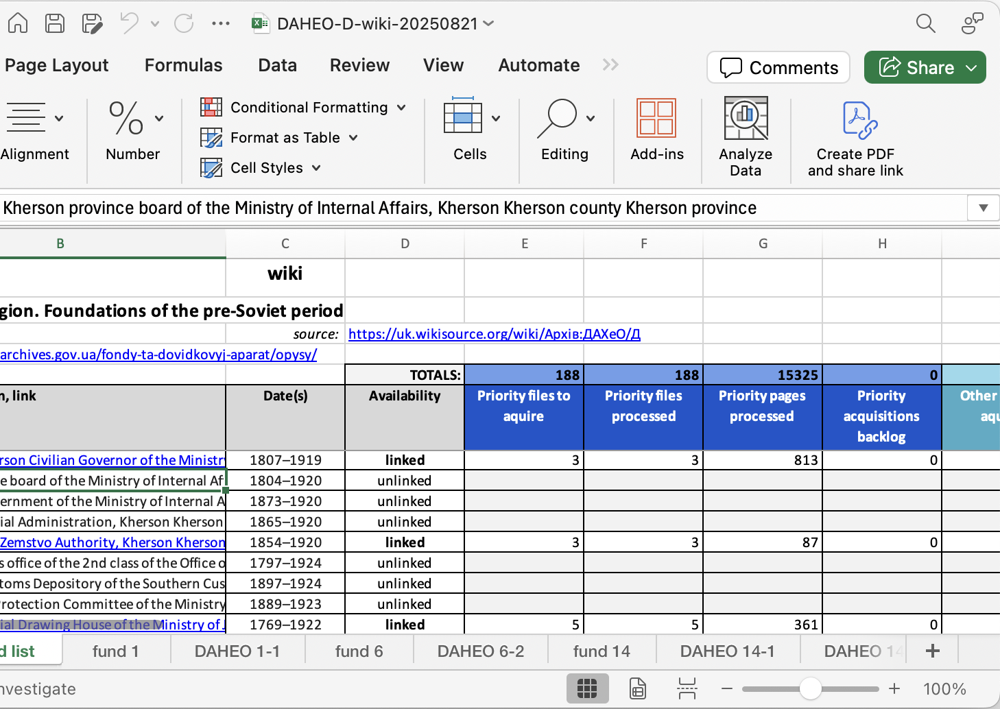 DAHEO-D-wiki-20250821
Page Layout Formulas Data Review View Automate Comments Share
Conditional Formatting
Format as Table
Cell Styles
Alignment Number Cells Editing Add-ins Analyze Data Create PDF and share link
Kherson province board of the Ministry of Internal Affairs, Kherson Kherson county Kherson province
B C D E F G H
wiki
gion. Foundations of the pre-Soviet period
source: https://uk.wikisource.org/wiki/Архів:ДАХеО/Д
archives.gov.ua/fondy-ta-dovidkovyj-aparat/opysy/
TOTALS: 188 188 15325 0
n, link Date(s) Availability Priority files to aquire Priority files processed Priority pages processed Priority acquisitions backlog Other aqu
rson Civilian Governor of the Ministr 1807–1919 linked 3 3 813 0
e board of the Ministry of Internal Af 1804–1920 unlinked
ernment of the Ministry of Internal A 1873–1920 unlinked
ial Administration, Kherson Kherson 1865–1920 unlinked
Zemstvo Authority, Kherson Kherson 1854–1920 linked 3 3 87 0
s office of the 2nd class of the Office o 1797–1924 unlinked
toms Depository of the Southern Cus 1897–1924 unlinked
rotection Committee of the Ministry 1889–1923 unlinked
ial Drawing House of the Ministry of J 1769–1922 linked 5 5 361 0
d list fund 1 DAHEO 1-1 fund 6 DAHEO 6-2 fund 14 DAHEO 14-1 DAHEO 14
nvestigate 100%